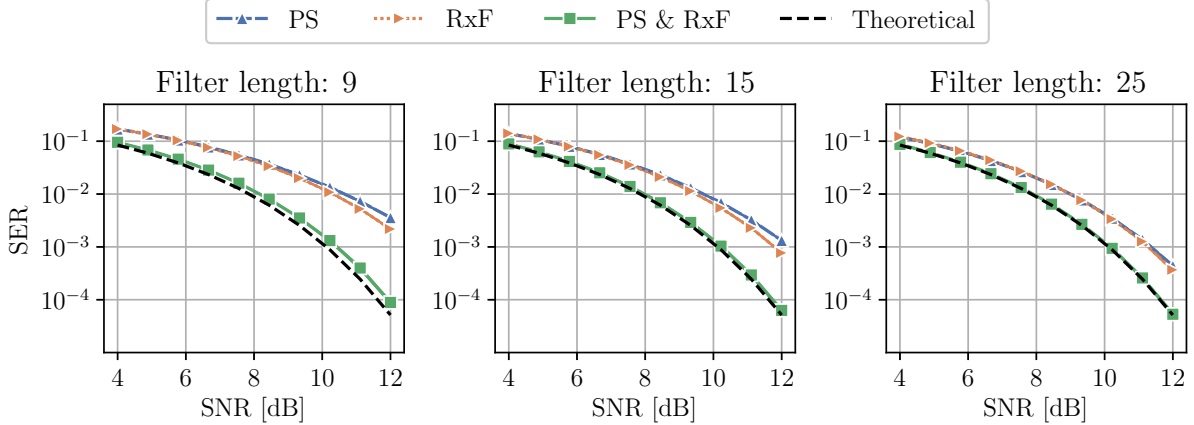 PS RxF PS & RxF Theoretical
Filter length: 9 Filter length: 15 Filter length: 25
SER
10⁻¹ 10⁻¹ 10⁻¹
10⁻² 10⁻² 10⁻²
10⁻³ 10⁻³ 10⁻³
10⁻⁴ 10⁻⁴ 10⁻⁴
4 6 8 10 12 4 6 8 10 12 4 6 8 10 12
SNR [dB] SNR [dB] SNR [dB]